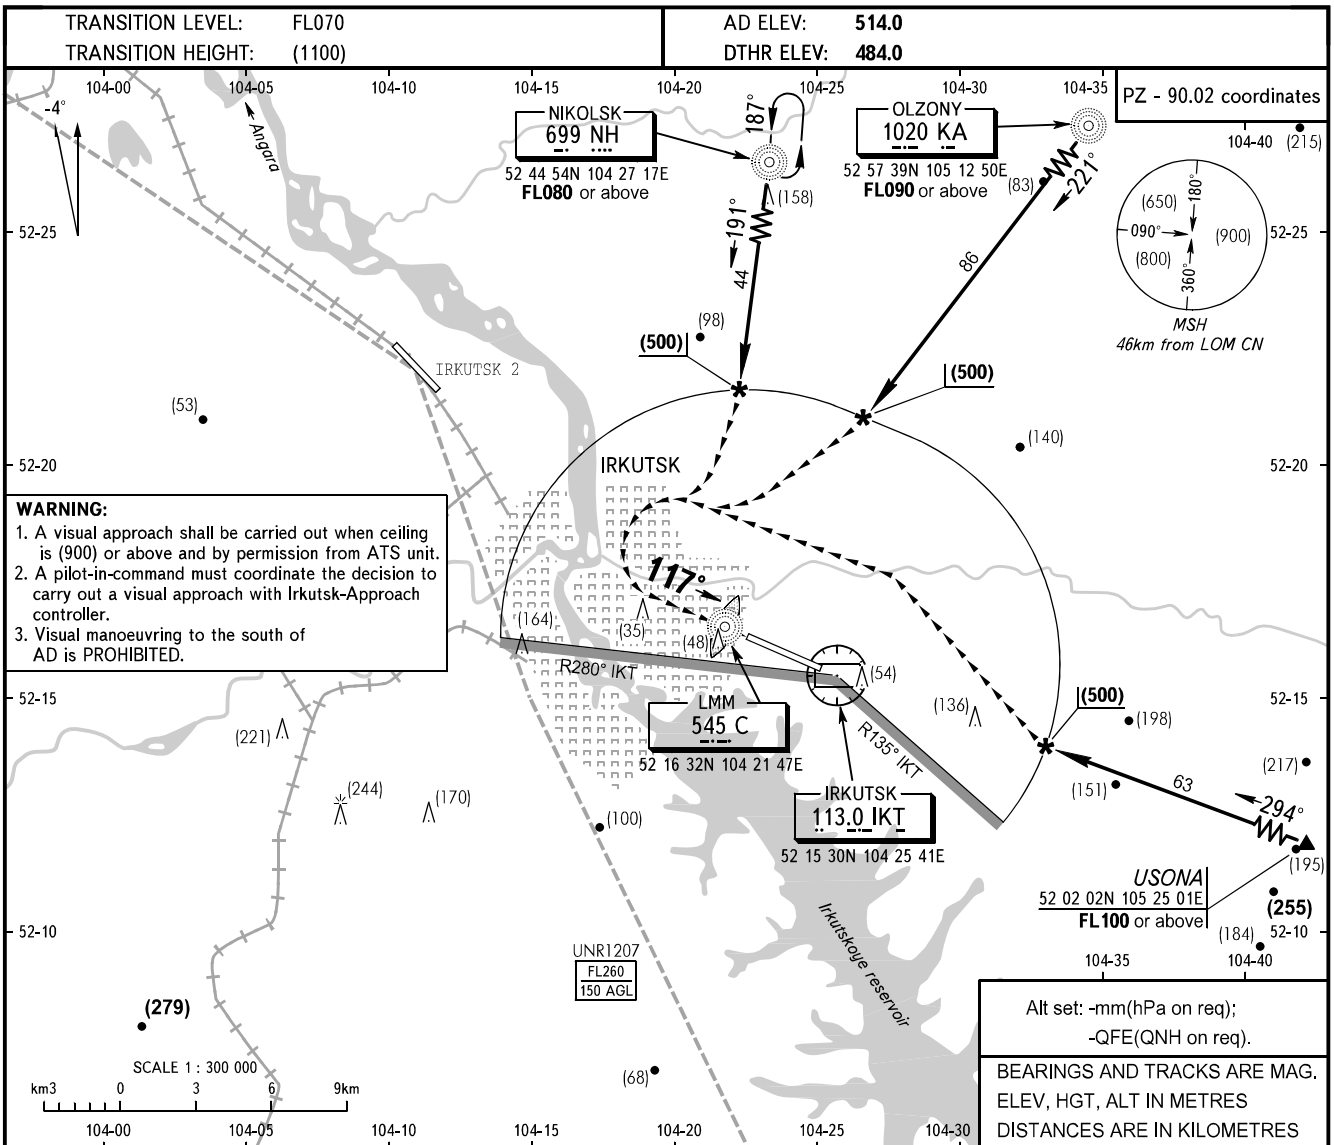 TRANSITION LEVEL: FL070
TRANSITION HEIGHT: (1100)
AD ELEV: 514.0
DTHR ELEV: 484.0
104-00 104-05 104-10 104-15 104-20 104-25 104-30 104-35
PZ - 90.02 coordinates
104-40 (215)
-4°
Angara
NIKOLSK
699 NH
52 44 54N 104 27 17E
FL080 or above
187°
(158)
191°
44
OLZONY
1020 KA
52 57 39N 105 12 50E
FL090 or above
(83)
221°
86
(650)
180°
090°
(900)
(800)
360°
MSH
46km from LOM CN
52-25
52-25
(98)
(500)
(500)
IRKUTSK 2
(53)
(140)
52-20
52-20
IRKUTSK
WARNING:
1. A visual approach shall be carried out when ceiling
is (900) or above and by permission from ATS unit.
2. A pilot-in-command must coordinate the decision to
carry out a visual approach with Irkutsk-Approach
controller.
3. Visual manoeuvring to the south of
AD is PROHIBITED.
117°
(164)
(35)
(48)
(54)
R280° IKT
R135° IKT
LMM
545 C
52 16 32N 104 21 47E
(136)
(500)
52-15
52-15
(198)
(221)
(217)
(151)
63
294°
(244)
(170)
(100)
IRKUTSK
113.0 IKT
52 15 30N 104 25 41E
(195)
USONA
52 02 02N 105 25 01E
FL100 or above
(255)
(184)
52-10
52-10
Irkutskoye reservoir
UNR1207
FL260
150 AGL
104-35 104-40
(279)
(68)
SCALE 1 : 300 000
km3 0 3 6 9km
Alt set: -mm(hPa on req);
-QFE(QNH on req).
BEARINGS AND TRACKS ARE MAG.
ELEV, HGT, ALT IN METRES
DISTANCES ARE IN KILOMETRES
104-00 104-05 104-10 104-15 104-20 104-25 104-30